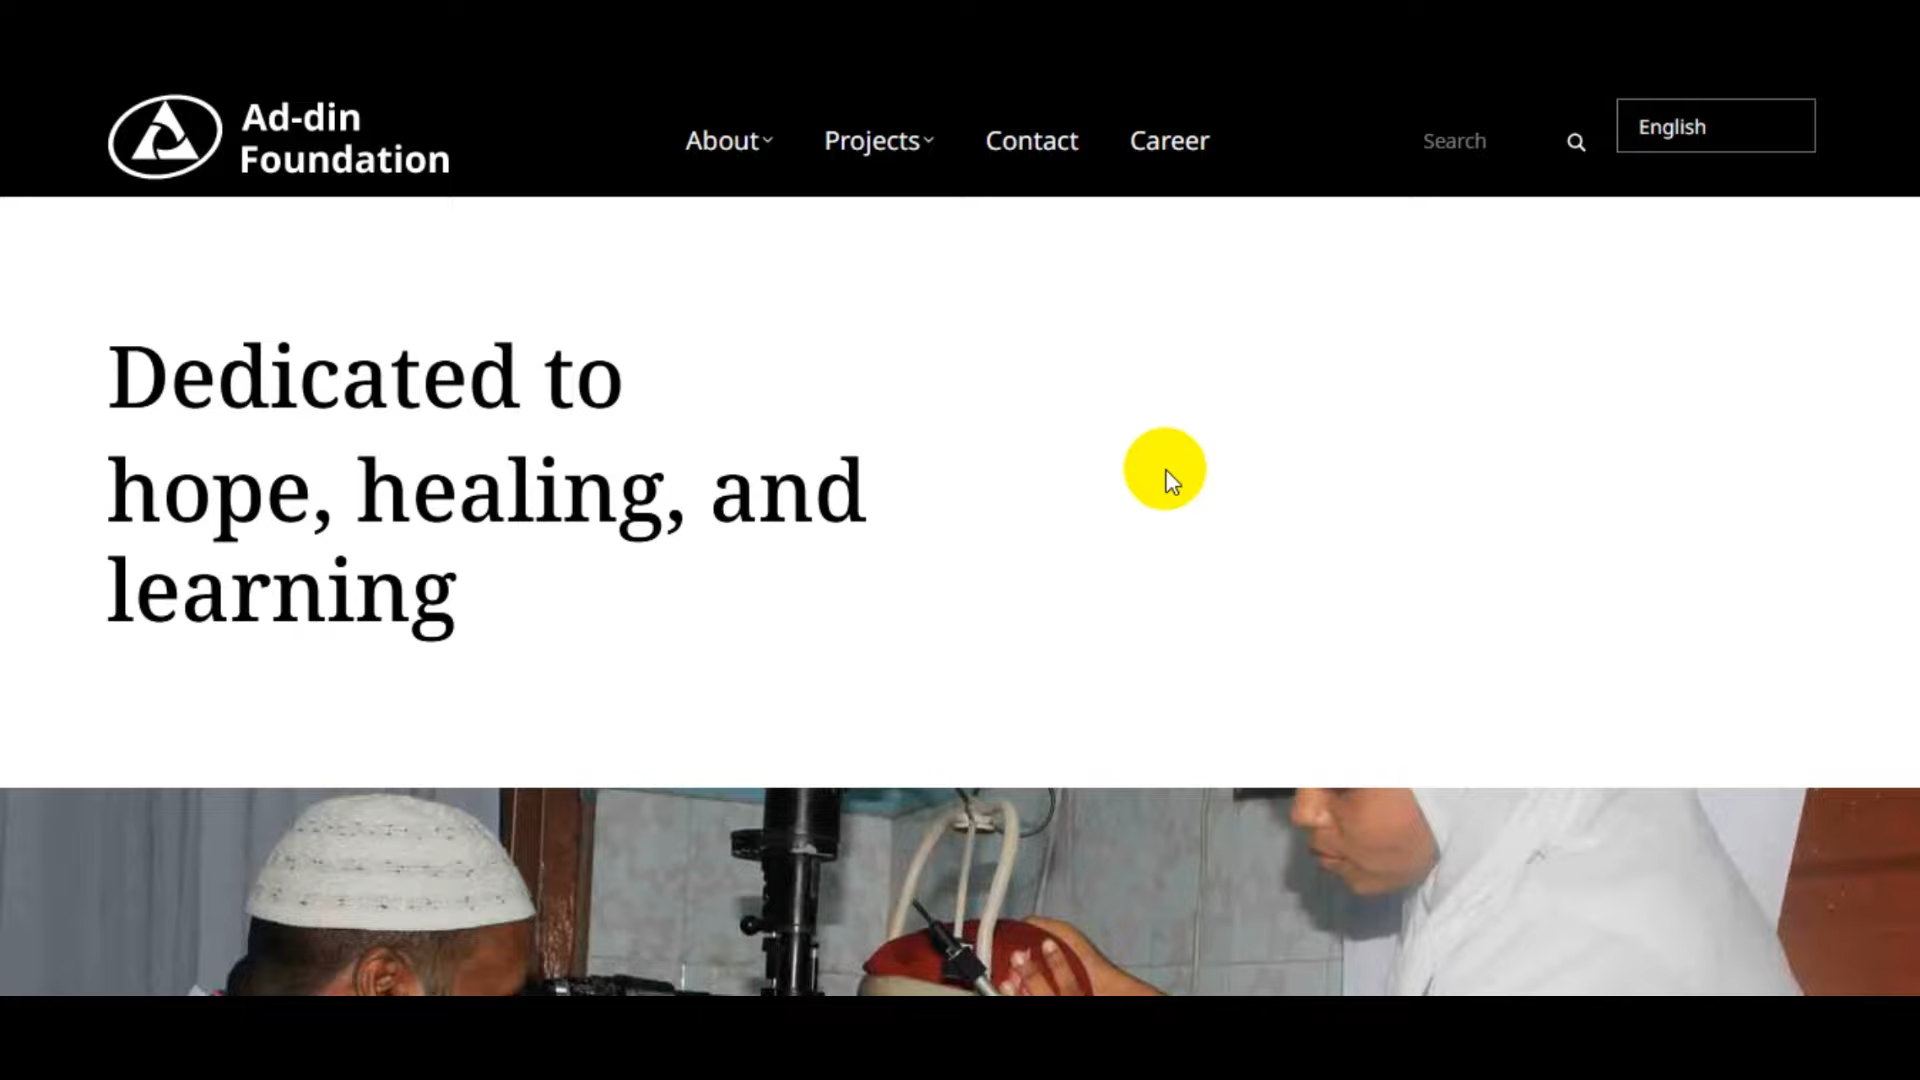 Ad-din
Foundation
About
Projects
Contact
Career
Search
English
Dedicated to
hope, healing, and
learning